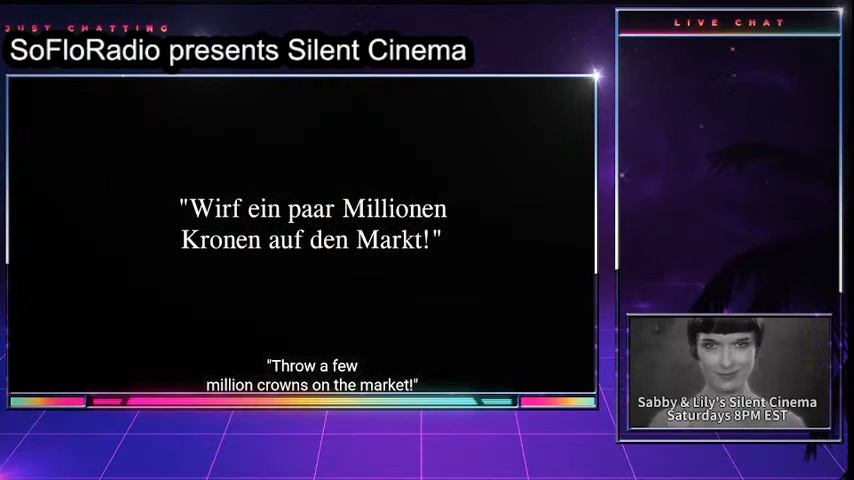 JUST CHATTING
SoFloRadio presents Silent Cinema
LIVE CHAT
"Wirf ein paar Millionen
Kronen auf den Markt!"
"Throw a few
million crowns on the market!"
Sabby & Lily's Silent Cinema
Saturdays 8PM EST